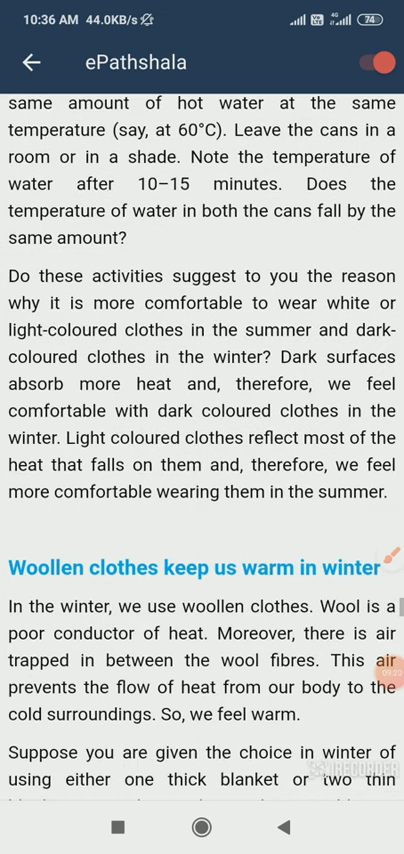 10:36 AM 44.0KB/s
4G
74
ePathshala
same amount of hot water at the same
temperature (say, at 60°C). Leave the cans in a
room or in a shade. Note the temperature of
water after 10–15 minutes. Does the
temperature of water in both the cans fall by the
same amount?
Do these activities suggest to you the reason
why it is more comfortable to wear white or
light-coloured clothes in the summer and dark-
coloured clothes in the winter? Dark surfaces
absorb more heat and, therefore, we feel
comfortable with dark coloured clothes in the
winter. Light coloured clothes reflect most of the
heat that falls on them and, therefore, we feel
more comfortable wearing them in the summer.
Woollen clothes keep us warm in winter
In the winter, we use woollen clothes. Wool is a
poor conductor of heat. Moreover, there is air
trapped in between the wool fibres. This air
prevents the flow of heat from our body to the
cold surroundings. So, we feel warm.
Suppose you are given the choice in winter of
using either one thick blanket or two thin